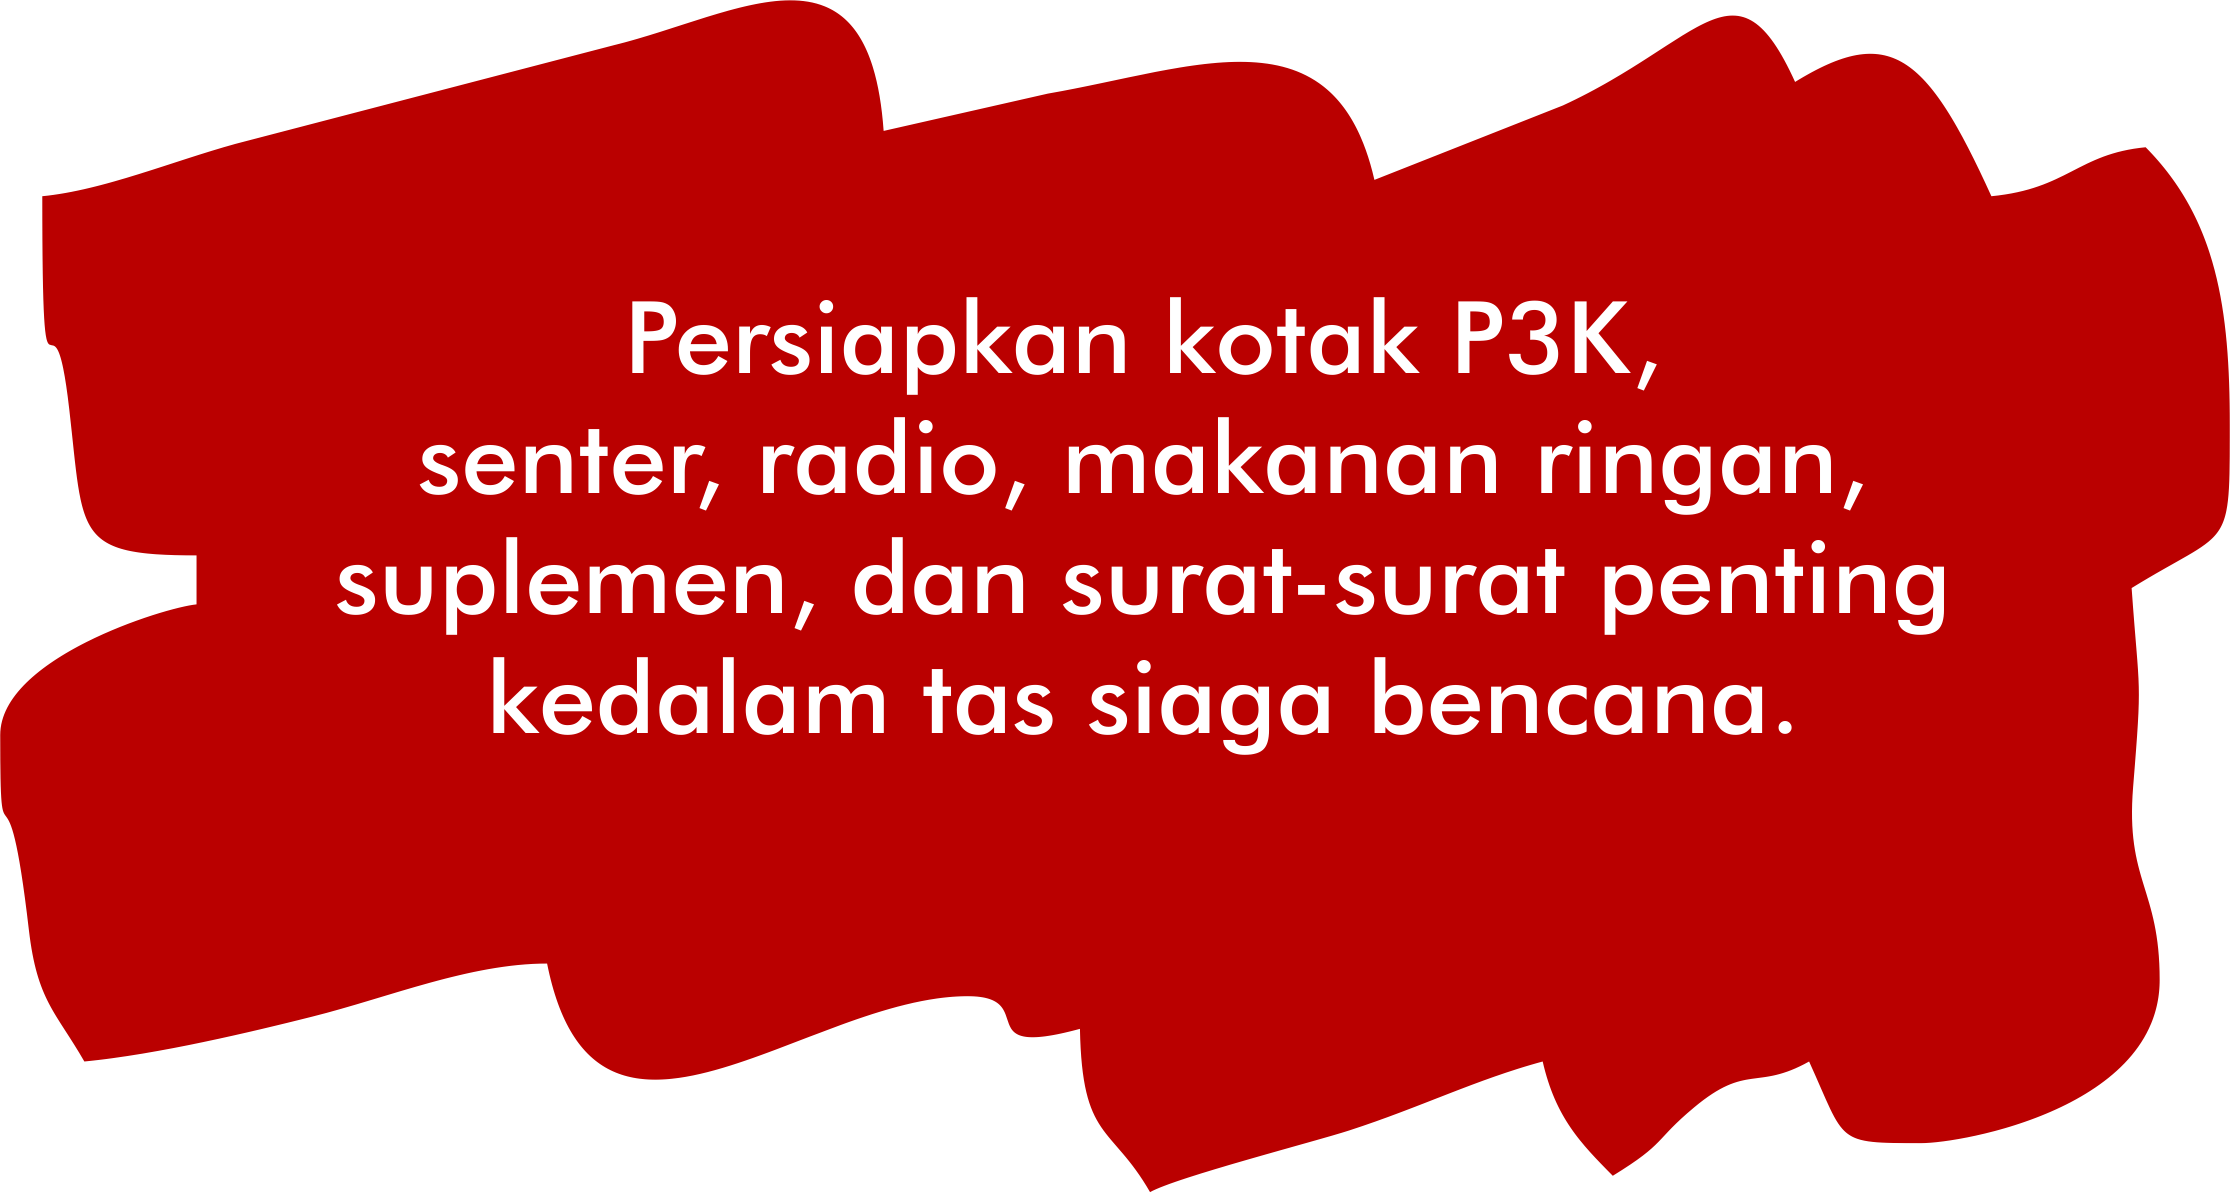 Persiapkan kotak P3K,
senter, radio, makanan ringan,
suplemen, dan surat-surat penting
kedalam tas siaga bencana.